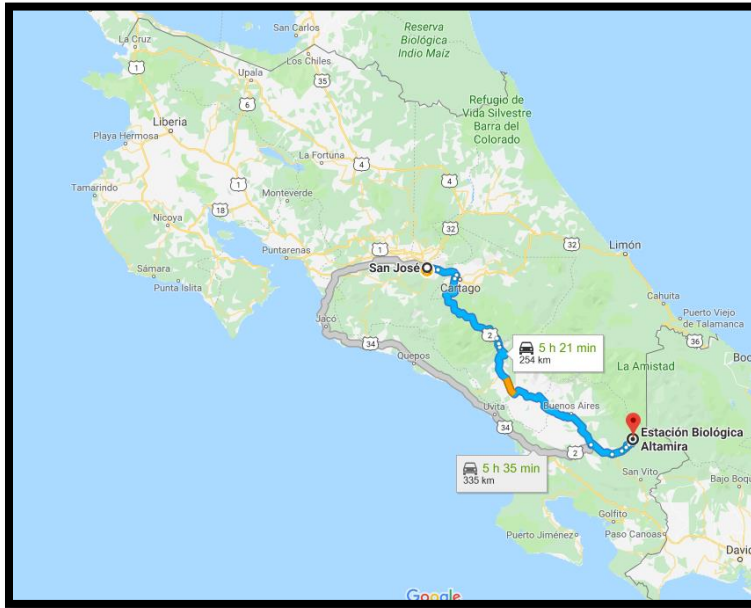 San Carlos
La Cruz
Los Chiles
Reserva
Biológica
Indio Maíz
1
Upala
35
6
Refugio de
Vida Silvestre
Barra del
Colorado
Liberia
Playa Hermosa
La Fortuna
4
4
Tamarindo
1
Monteverde
Nicoya
18
32
Puntarenas
1
32
Limón
Sámara
Punta Islita
San José
Cartago
Cahuita
Puerto Viejo
de Talamanca
Jacó
34
2
36
5 h 21 min
254 km
Quepos
La Amistad
Boc
Uvita
Buenos Aires
34
Estación Biológica
Altamira
2
5 h 35 min
335 km
San Vito
Bajo Boque
Golfito
Puerto Jiménez
Paso Canoas
David
Google